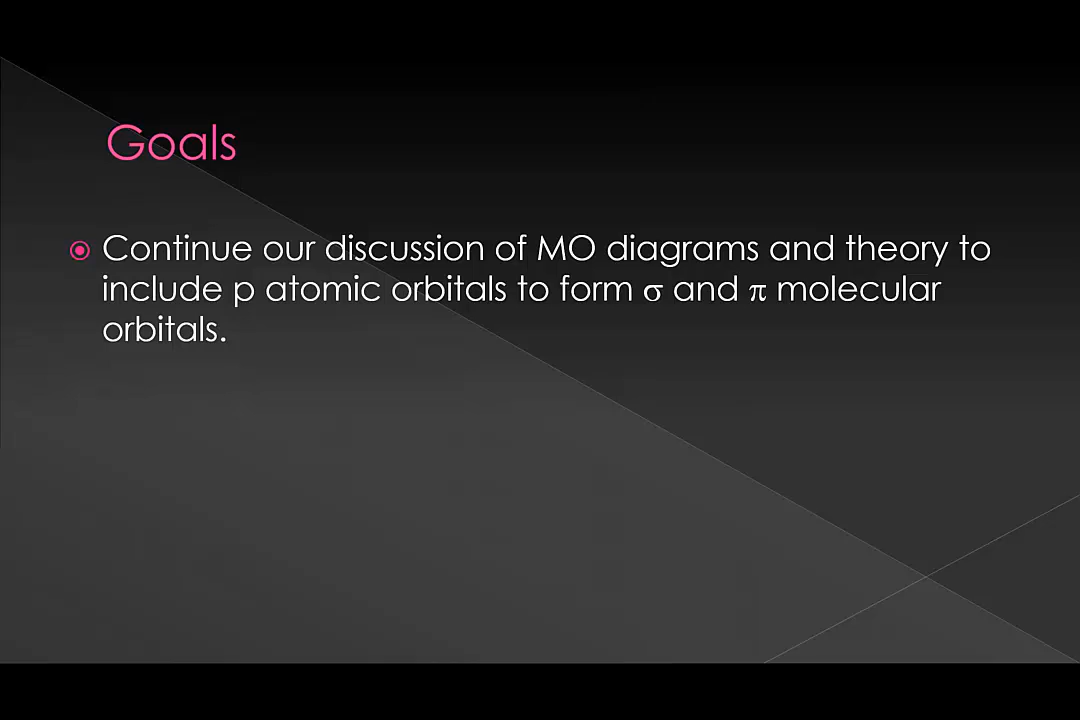 Goals
Continue our discussion of MO diagrams and theory to
include p atomic orbitals to form σ and π molecular
orbitals.